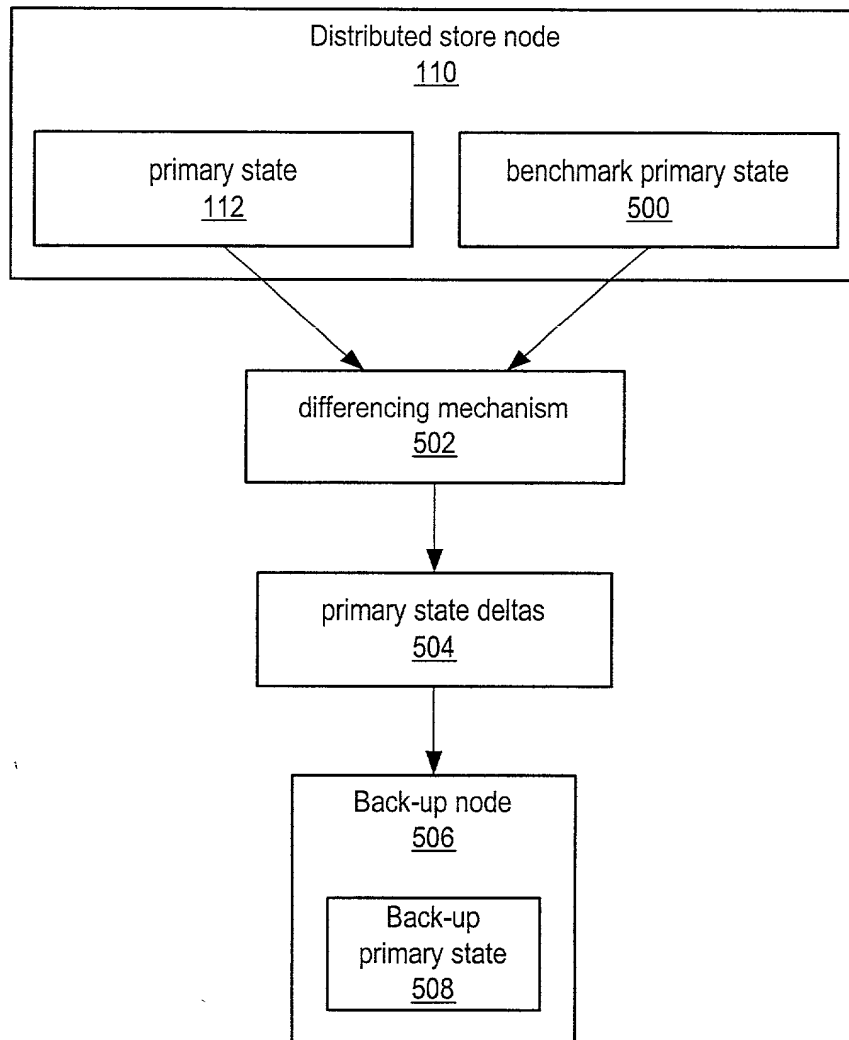 Distributed store node
110
primary state
112
benchmark primary state
500
differencing mechanism
502
primary state deltas
504
Back-up node
506
Back-up
primary state
508